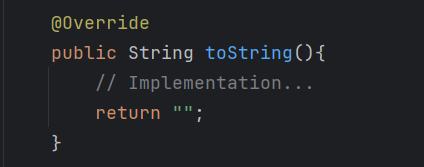 @Override
public String toString(){
    // Implementation...
    return "";
}